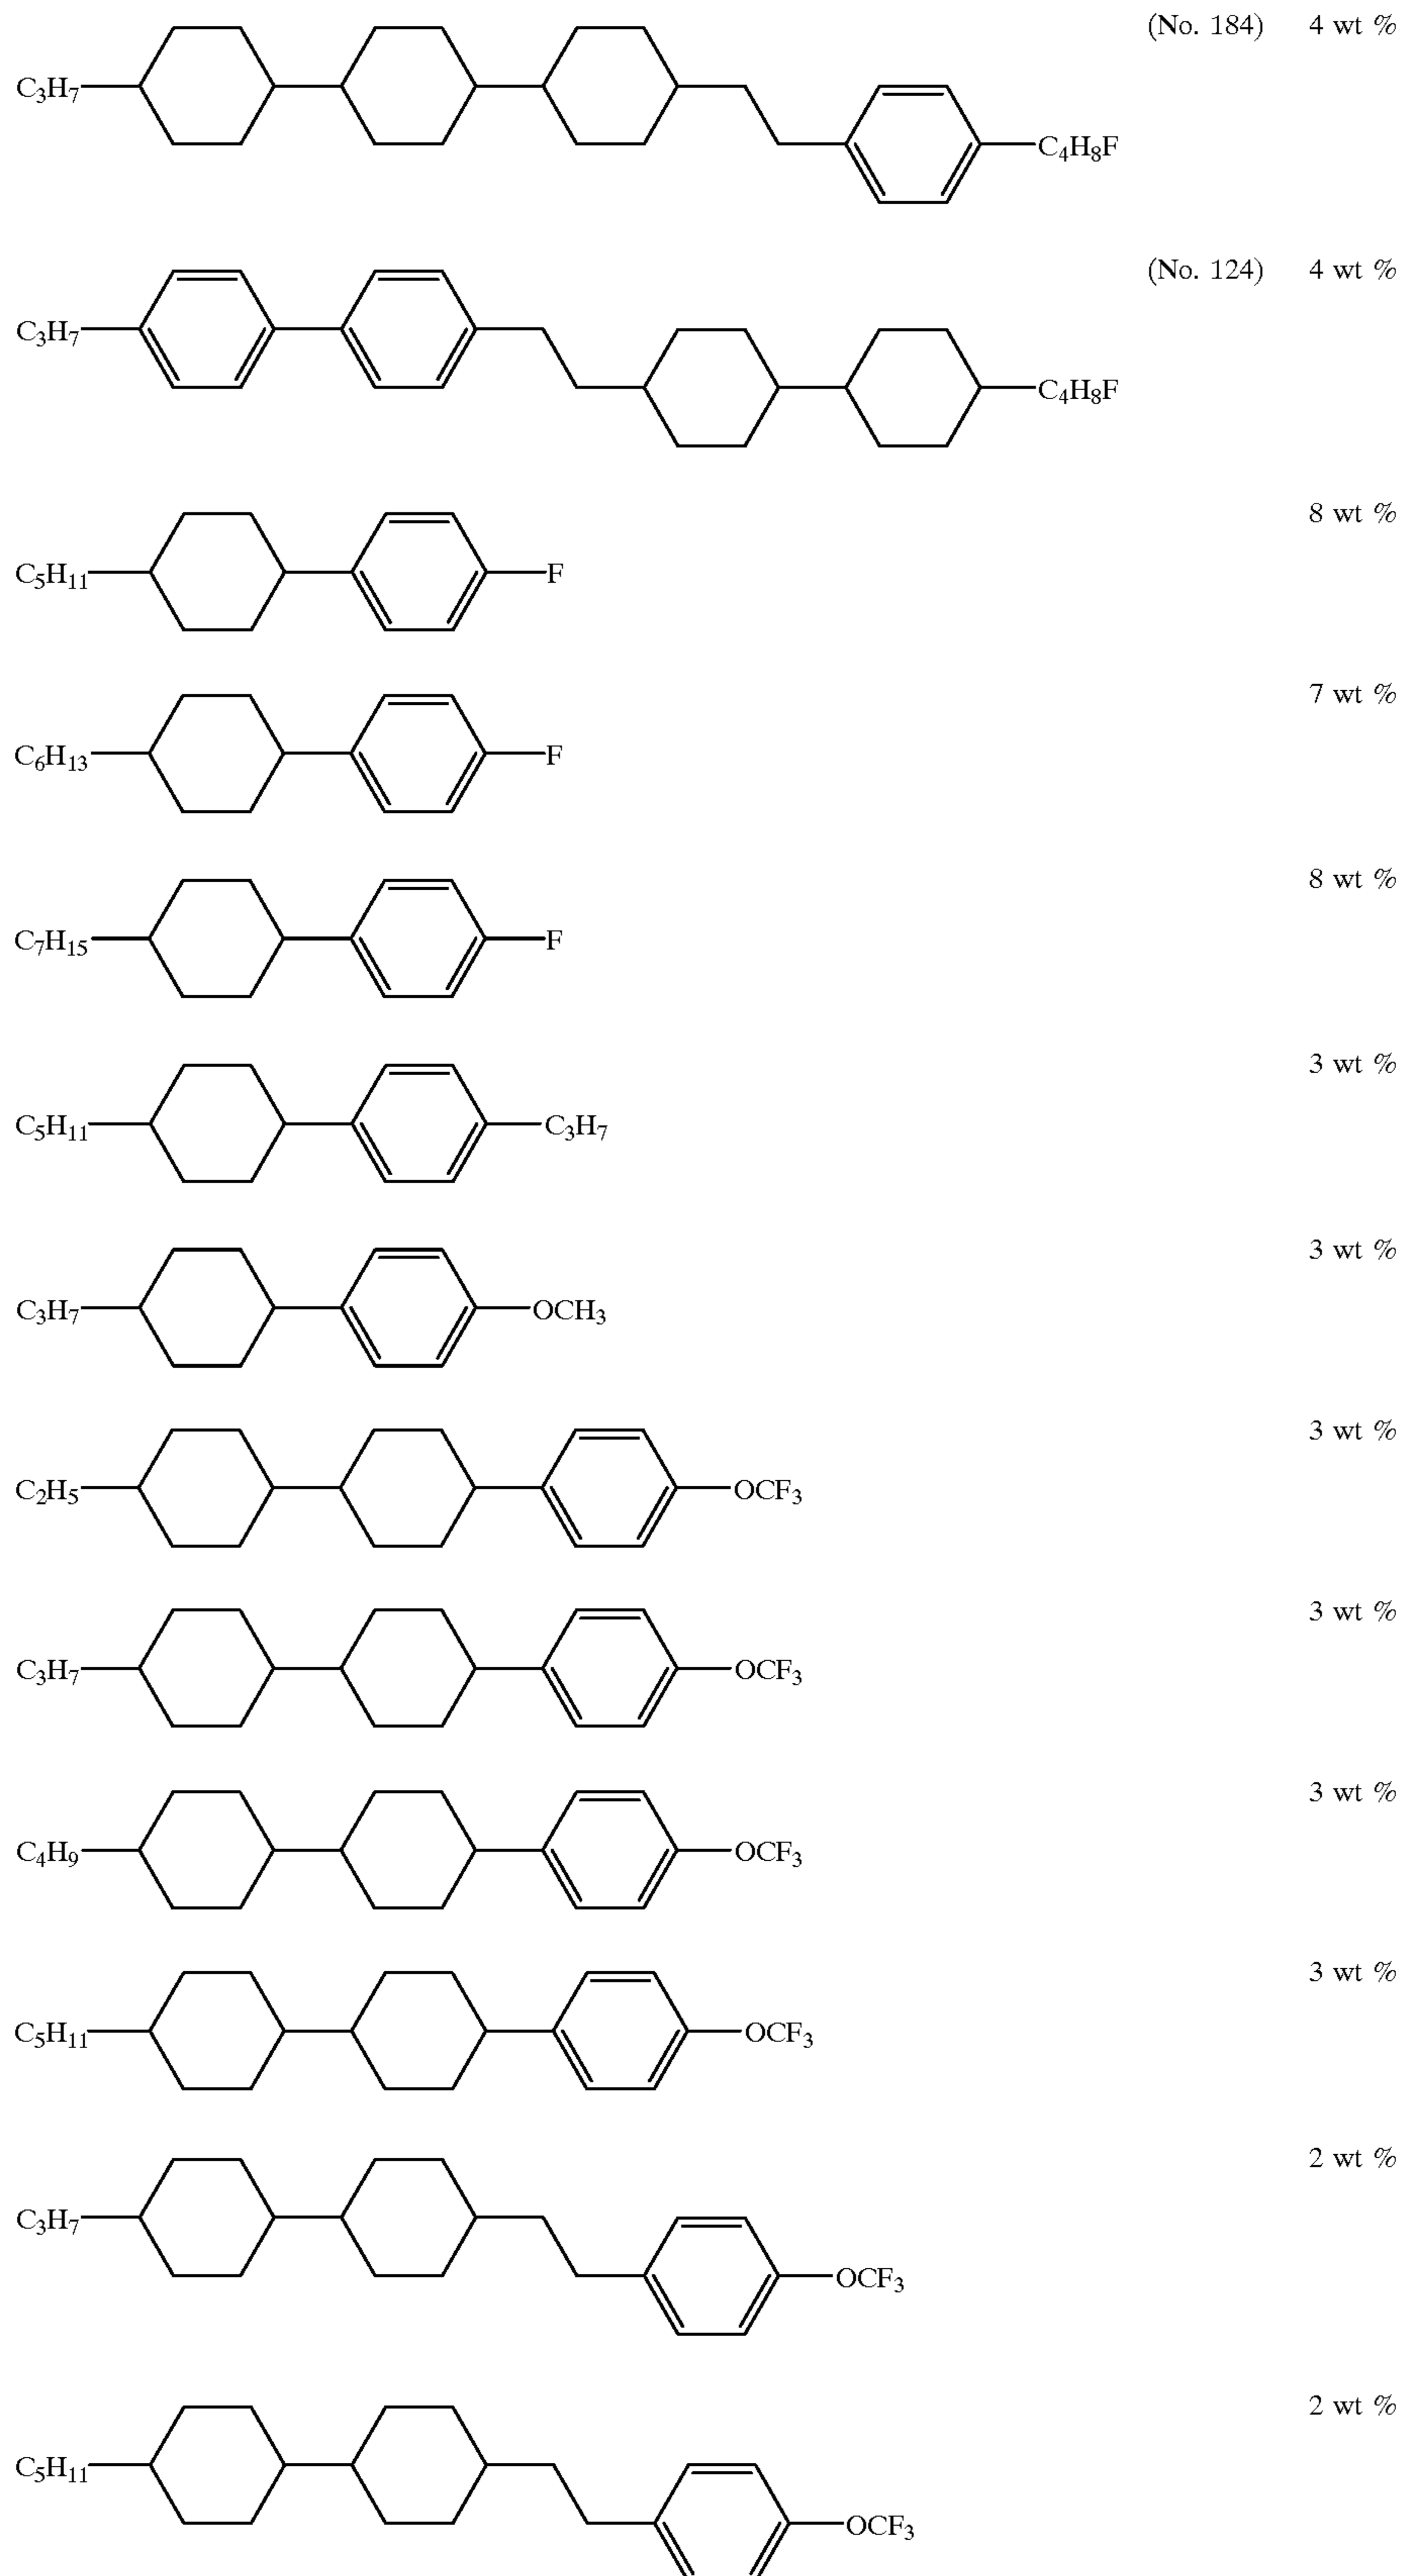 (No. 184) 4 wt %
C3H7 C4H8F
(No. 124) 4 wt %
C3H7 C4H8F
8 wt %
C5H11 F
7 wt %
C6H13 F
8 wt %
C7H15 F
3 wt %
C5H11 C3H7
3 wt %
C3H7 OCH3
3 wt %
C2H5 OCF3
3 wt %
C3H7 OCF3
3 wt %
C4H9 OCF3
3 wt %
C5H11 OCF3
2 wt %
C3H7 OCF3
2 wt %
C5H11 OCF3